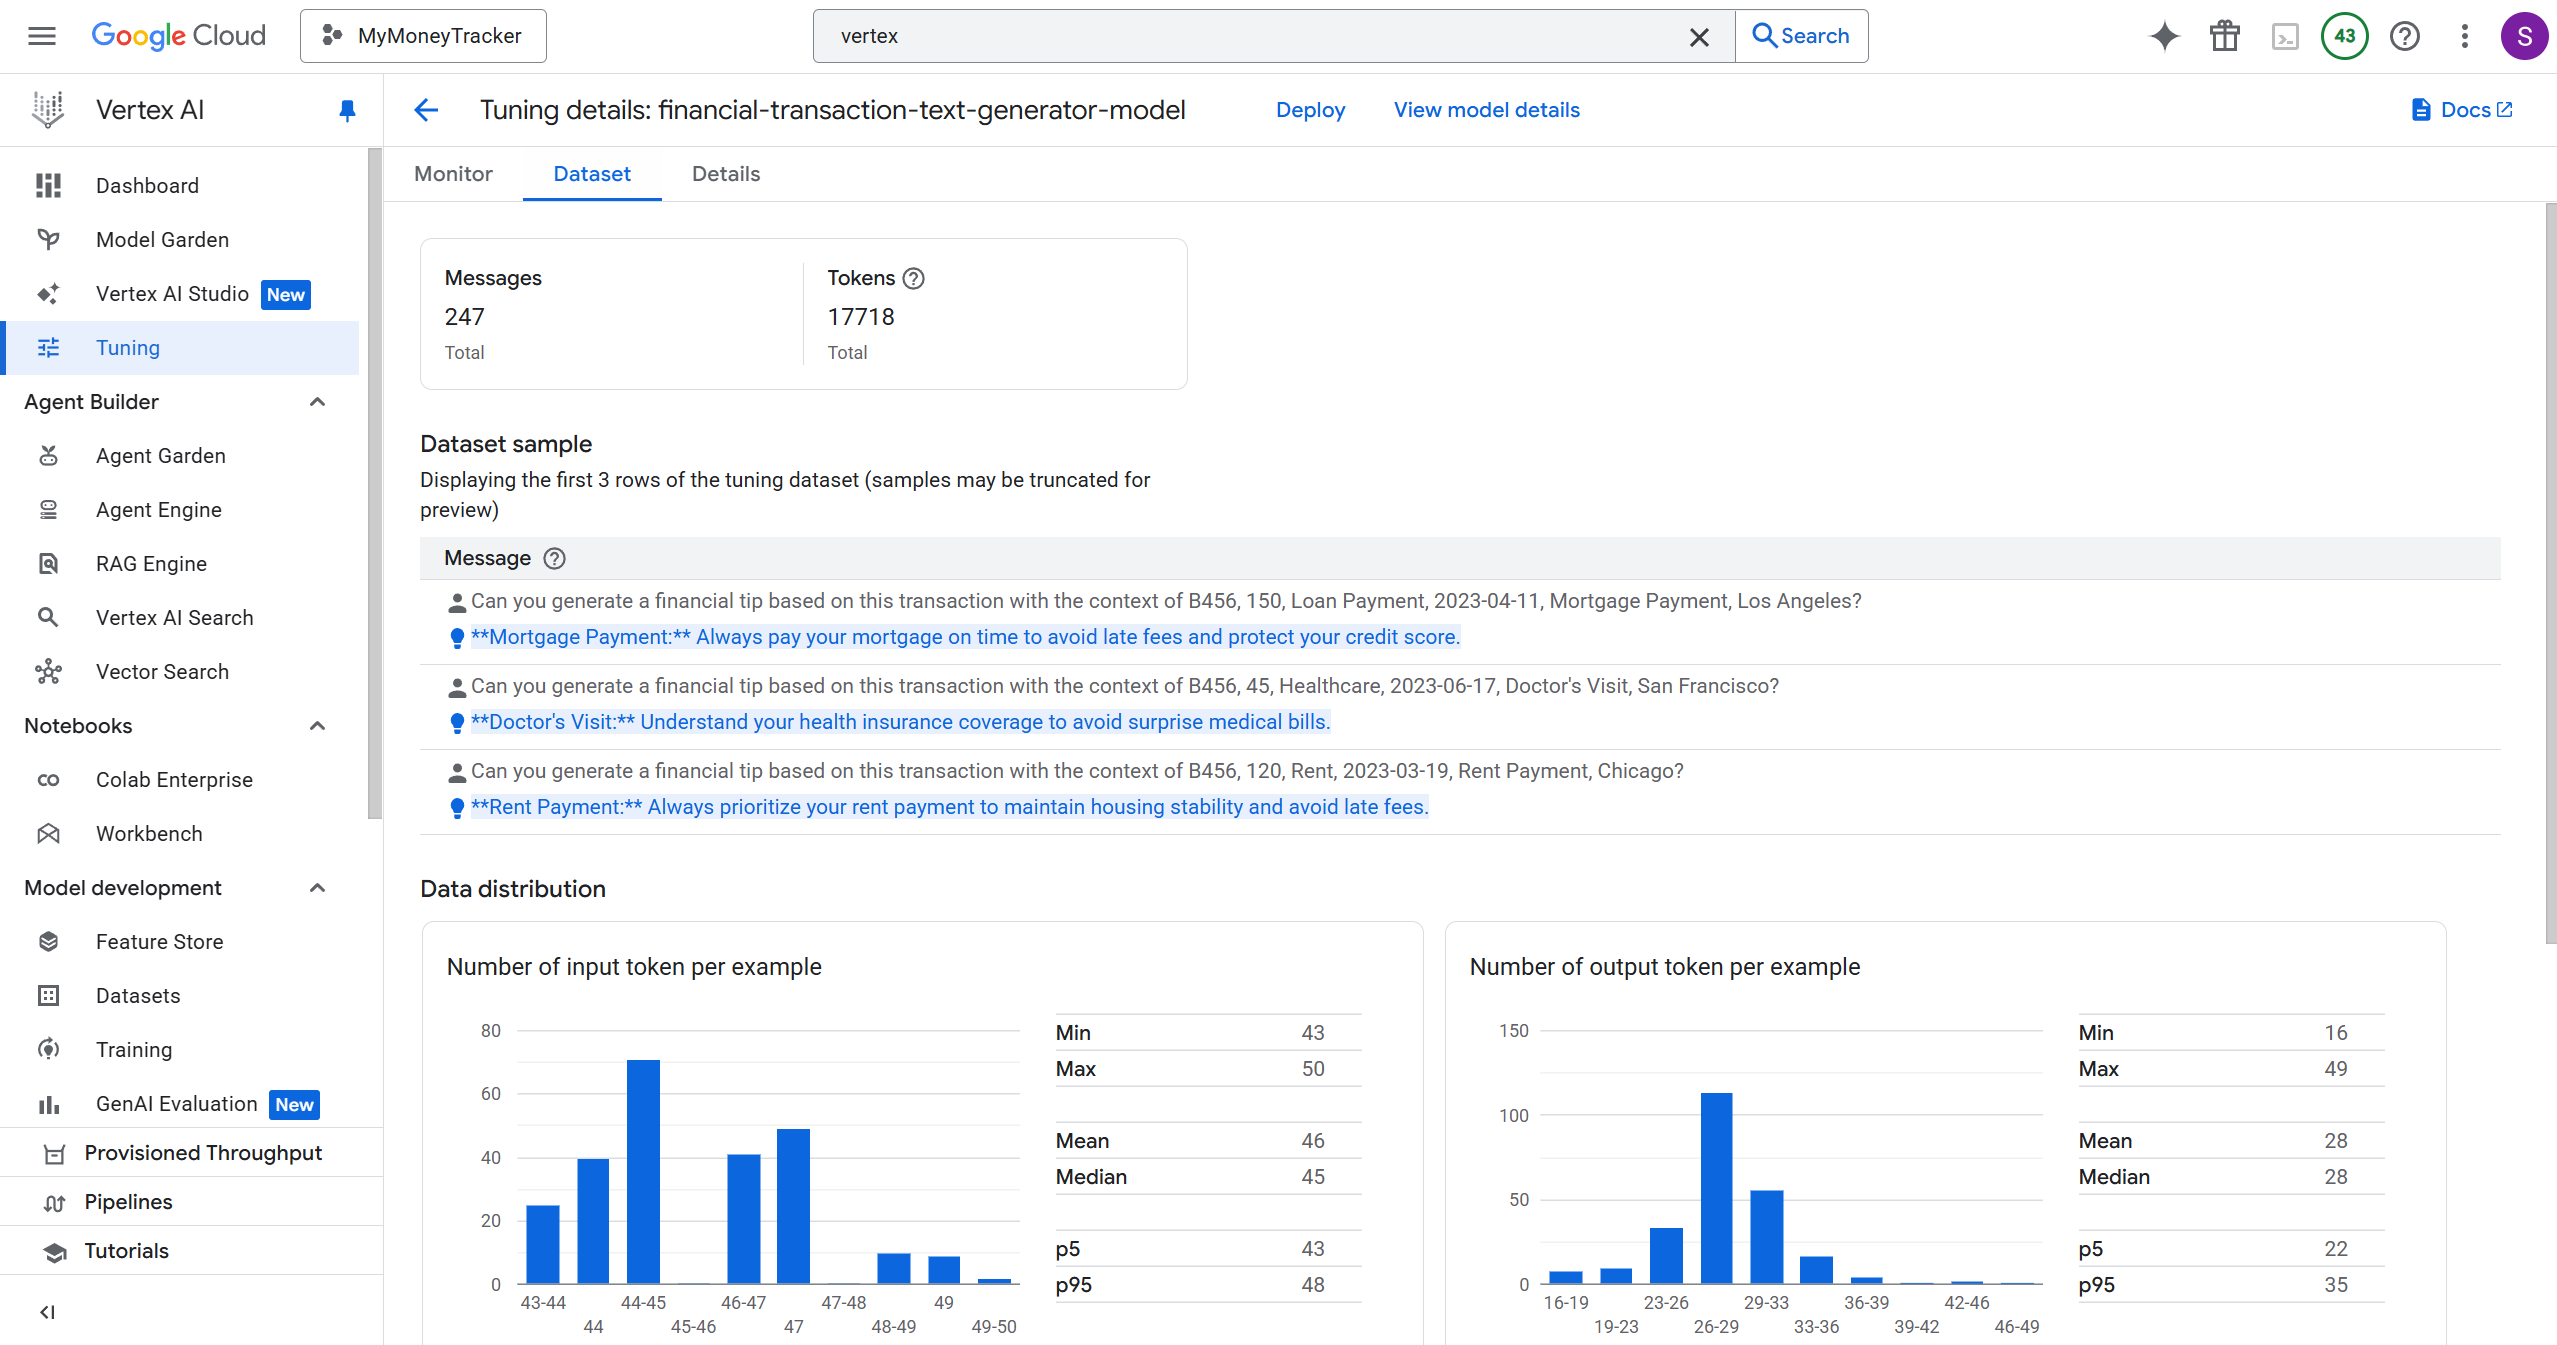 Google Cloud
MyMoneyTracker
vertex
Search
43
S
Vertex AI
Tuning details: financial-transaction-text-generator-model
Deploy
View model details
Docs
Dashboard
Model Garden
Vertex AI Studio New
Tuning
Agent Builder
Agent Garden
Agent Engine
RAG Engine
Vertex AI Search
Vector Search
Notebooks
Colab Enterprise
Workbench
Model development
Feature Store
Datasets
Training
GenAI Evaluation New
Provisioned Throughput
Pipelines
Tutorials
Monitor
Dataset
Details
Messages
247
Total
Tokens
17718
Total
Dataset sample
Displaying the first 3 rows of the tuning dataset (samples may be truncated for
preview)
Message
Can you generate a financial tip based on this transaction with the context of B456, 150, Loan Payment, 2023-04-11, Mortgage Payment, Los Angeles?
**Mortgage Payment:** Always pay your mortgage on time to avoid late fees and protect your credit score.
Can you generate a financial tip based on this transaction with the context of B456, 45, Healthcare, 2023-06-17, Doctor's Visit, San Francisco?
**Doctor's Visit:** Understand your health insurance coverage to avoid surprise medical bills.
Can you generate a financial tip based on this transaction with the context of B456, 120, Rent, 2023-03-19, Rent Payment, Chicago?
**Rent Payment:** Always prioritize your rent payment to maintain housing stability and avoid late fees.
Data distribution
Number of input token per example
80
60
40
20
0
43-44
44
44-45
45-46
46-47
47
47-48
48-49
49
49-50
Min 43
Max 50
Mean 46
Median 45
p5 43
p95 48
Number of output token per example
150
100
50
0
16-19
19-23
23-26
26-29
29-33
33-36
36-39
39-42
42-46
46-49
Min 16
Max 49
Mean 28
Median 28
p5 22
p95 35